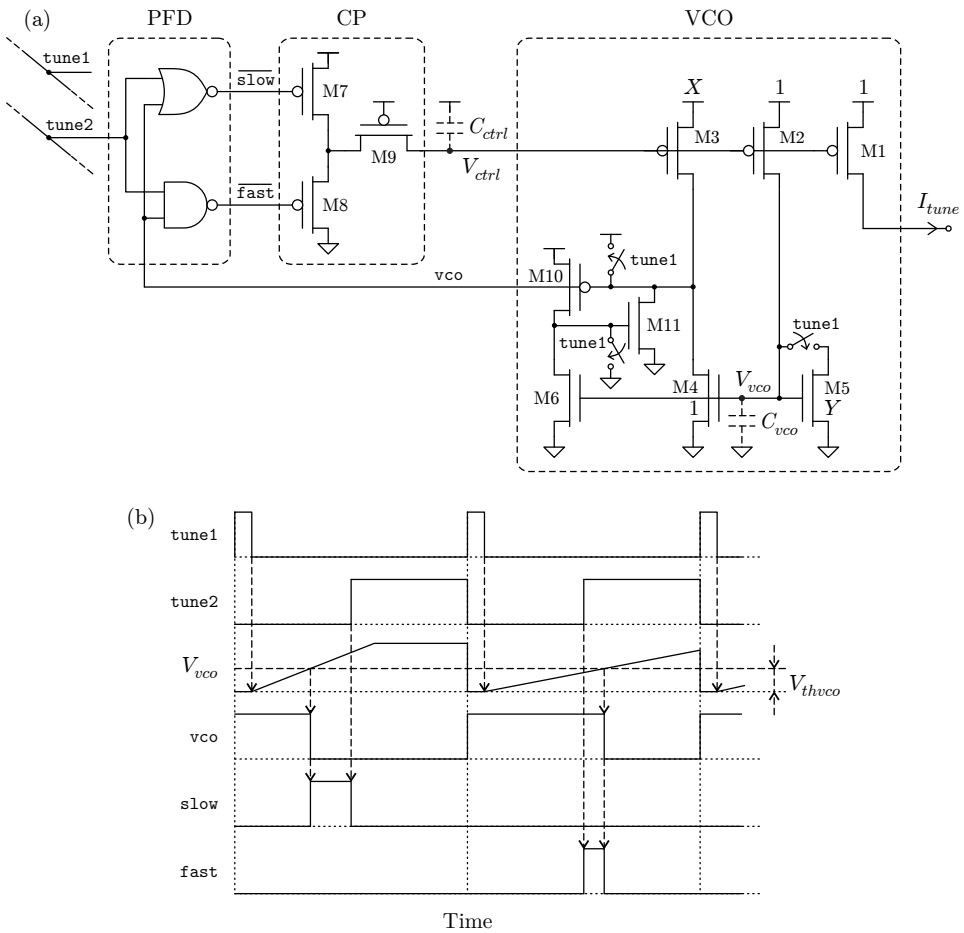 (a)
PFD
CP
VCO
tune1
tune2
slow
fast
M7
M8
M9
C_ctrl
V_ctrl
X
1
1
M3
M2
M1
I_tune
vco
M10
tune1
M11
tune1
tune1
M6
M4
1
V_vco
C_vco
M5
Y
(b)
tune1
tune2
V_vco
V_thvco
vco
slow
fast
Time